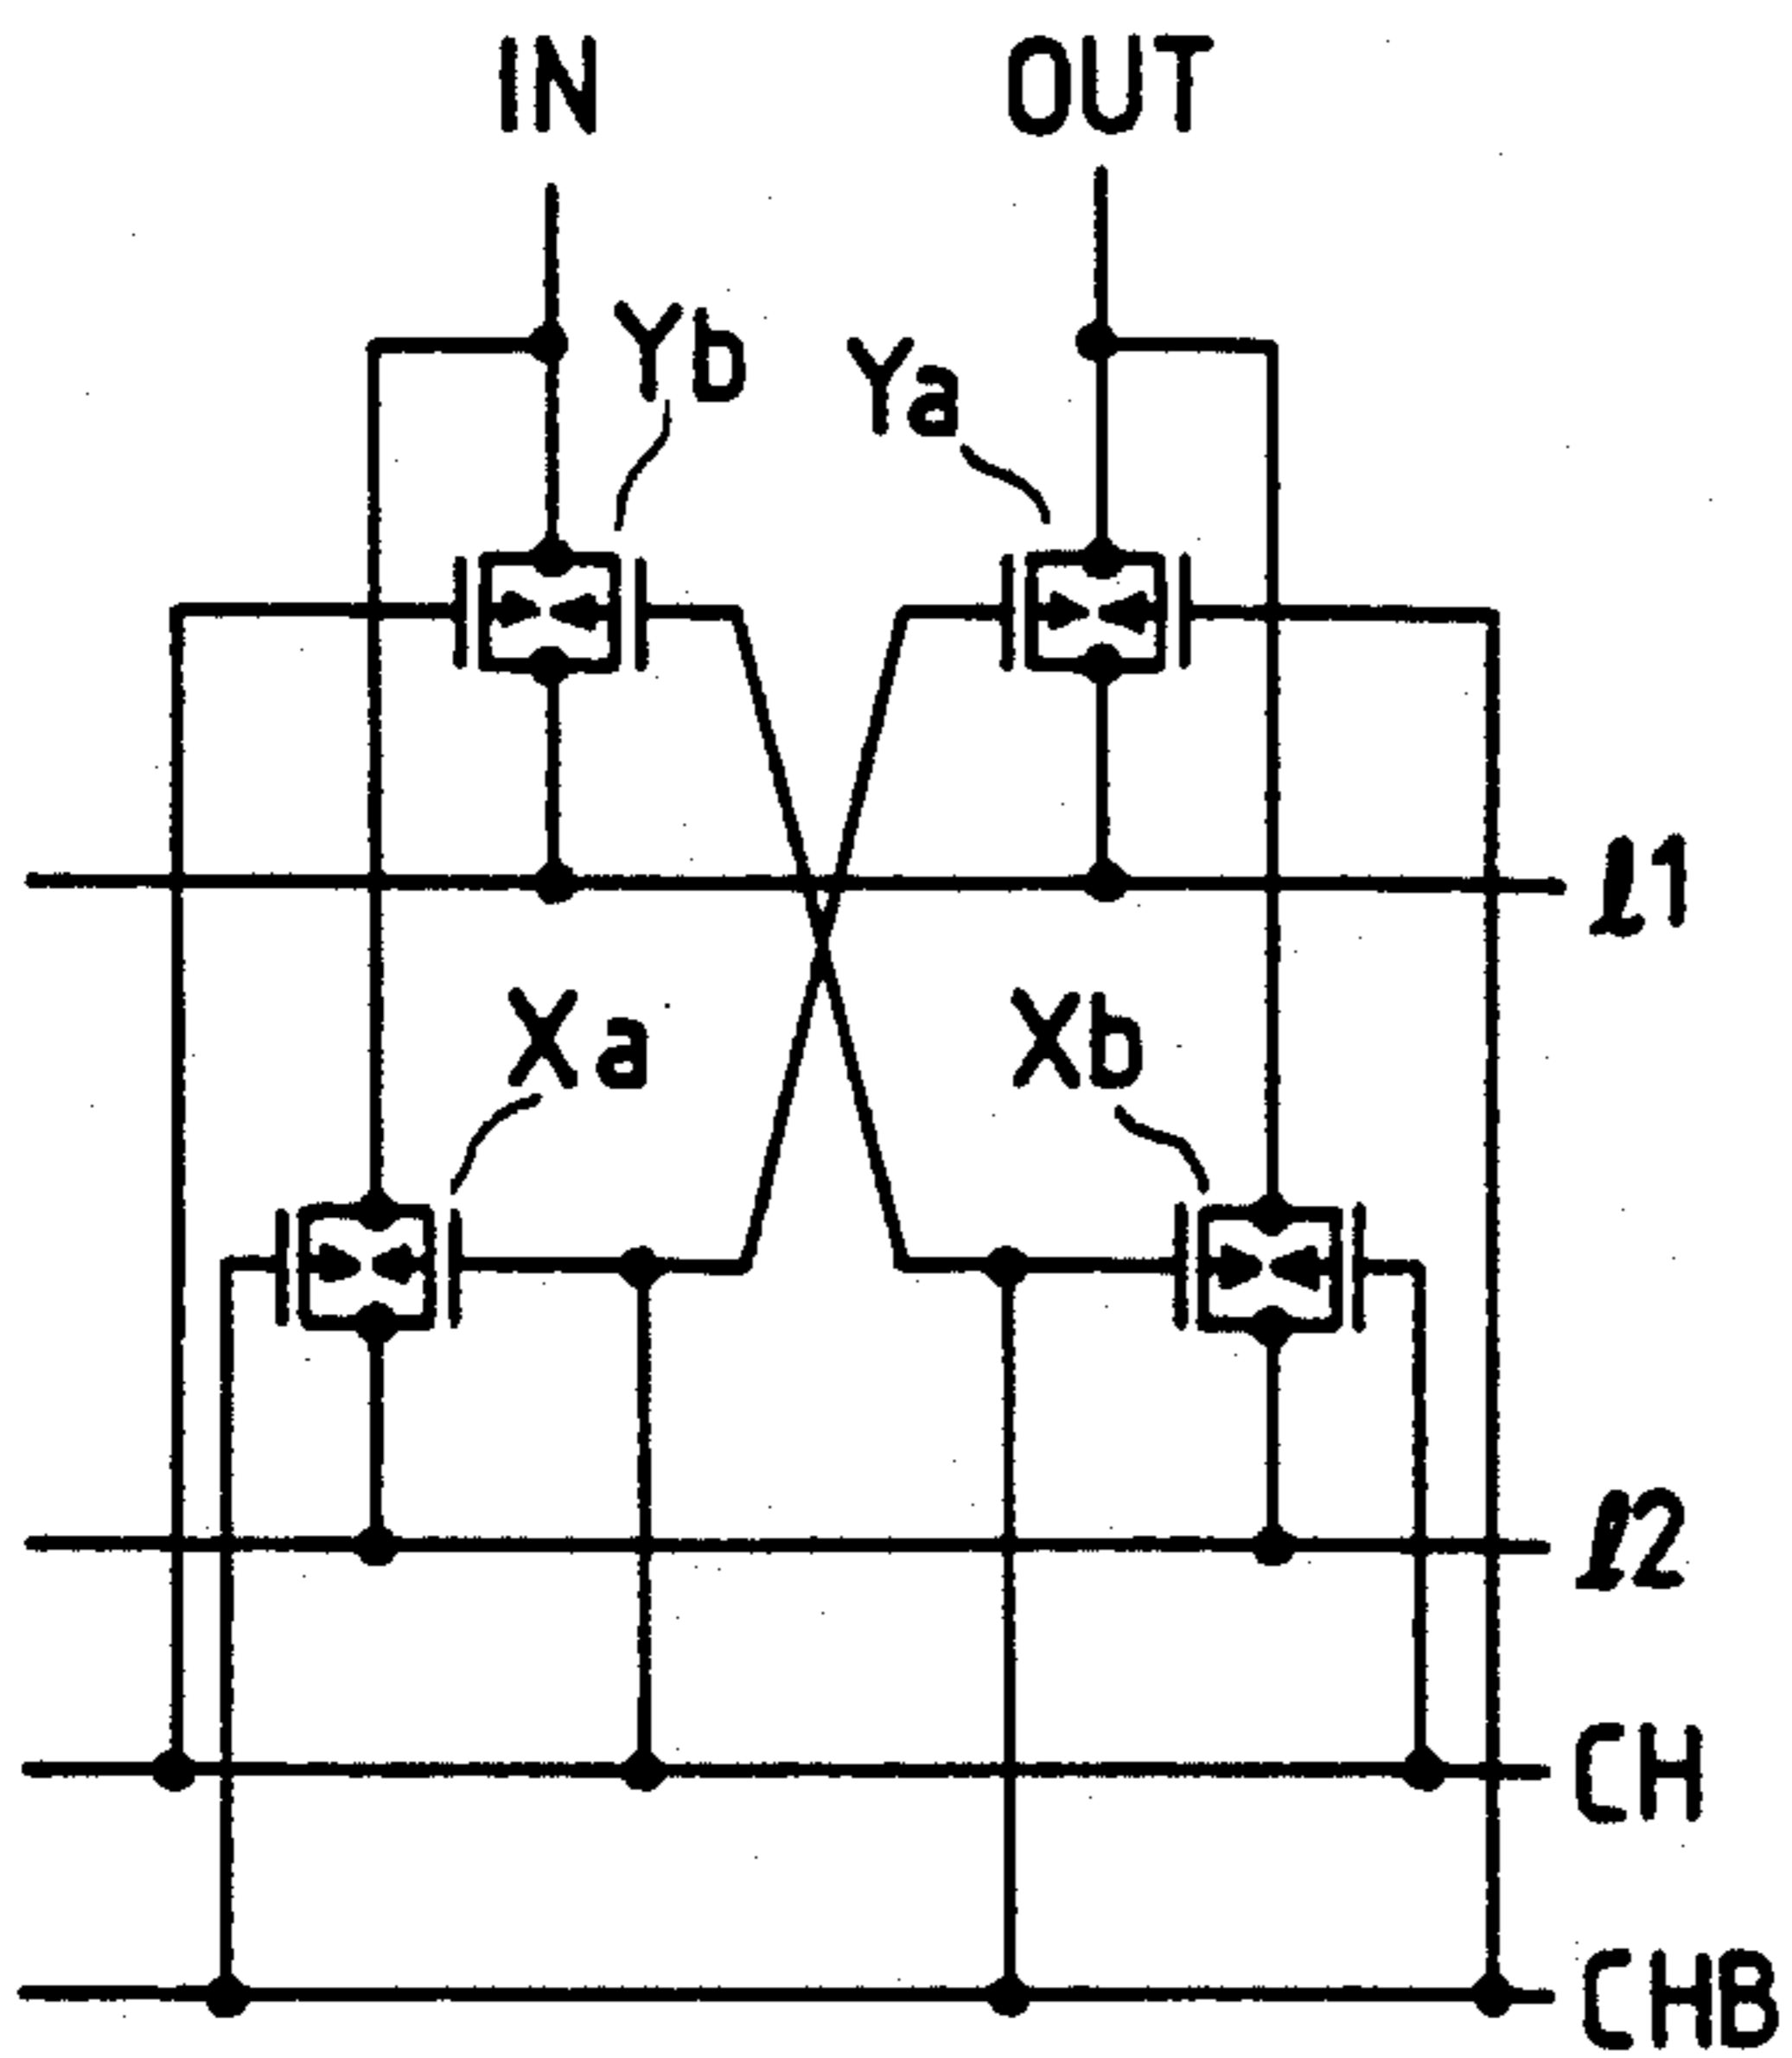 IN OUT
Yb
Ya
ℓ1
Xa Xb
ℓ2
CH
CHB